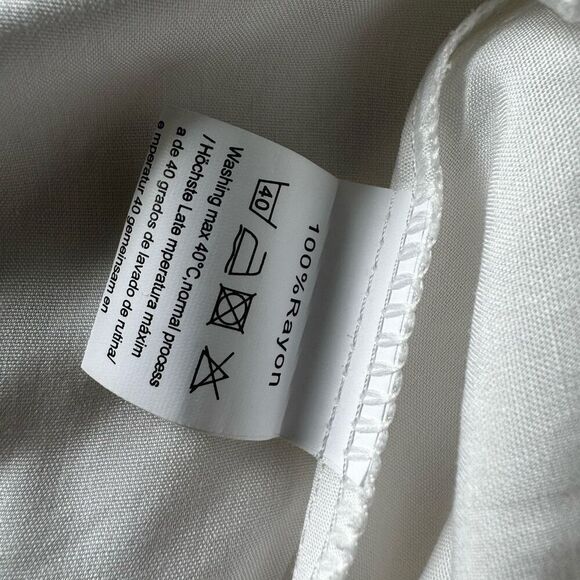 100%Rayon
40
Washing max 40°C,normal process
/ Höchste Late mperatura máxim
a de 40 grados de lavado de rutina/
e mperatur 40 gemeinsam en